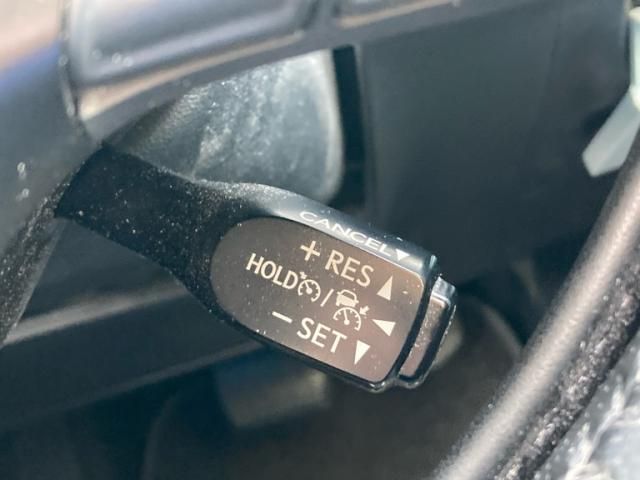 CANCEL▼
+ RES ▲
HOLD /
− SET ▼